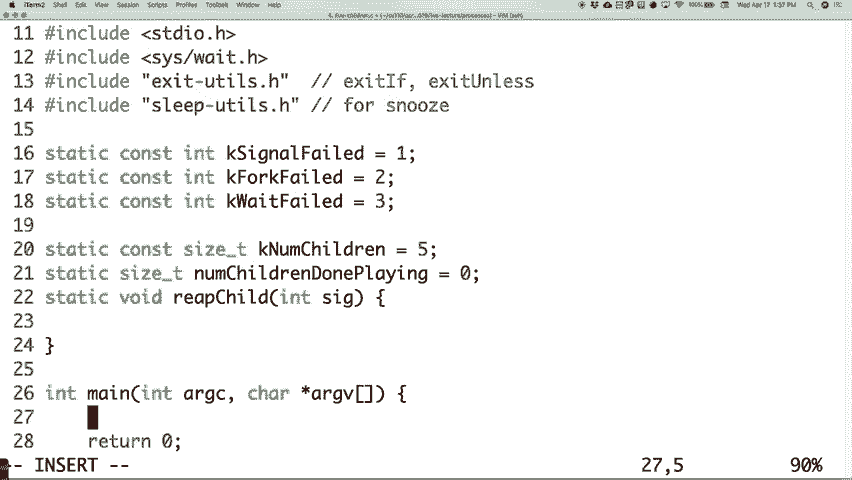 iTerm2 Shell Edit View Session Scripts Profiles Toolbelt Window Help 100% Wed Apr 17 1:37 PM
11 #include <stdio.h>
12 #include <sys/wait.h>
13 #include "exit-utils.h"  // exitIf, exitUnless
14 #include "sleep-utils.h" // for snooze
15
16 static const int kSignalFailed = 1;
17 static const int kForkFailed = 2;
18 static const int kWaitFailed = 3;
19
20 static const size_t kNumChildren = 5;
21 static size_t numChildrenDonePlaying = 0;
22 static void reapChild(int sig) {
23
24 }
25
26 int main(int argc, char *argv[]) {
27
28     return 0;
-- INSERT -- 27,5 90%